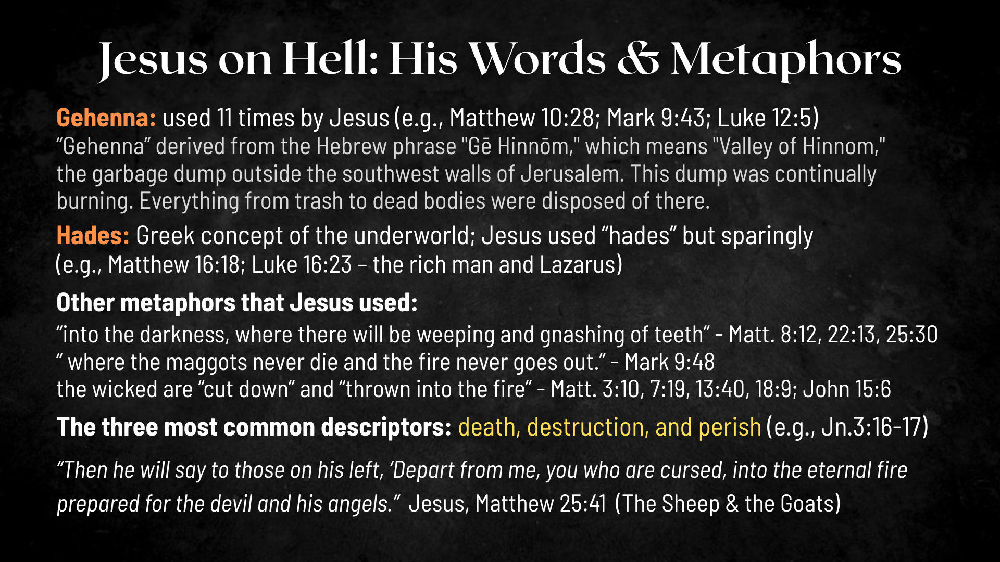 Jesus on Hell: His Words & Metaphors
Gehenna: used 11 times by Jesus (e.g., Matthew 10:28; Mark 9:43; Luke 12:5)
“Gehenna” derived from the Hebrew phrase "Gē Hinnōm," which means "Valley of Hinnom,"
the garbage dump outside the southwest walls of Jerusalem. This dump was continually
burning. Everything from trash to dead bodies were disposed of there.
Hades: Greek concept of the underworld; Jesus used “hades” but sparingly
(e.g., Matthew 16:18; Luke 16:23 – the rich man and Lazarus)
Other metaphors that Jesus used:
“into the darkness, where there will be weeping and gnashing of teeth” - Matt. 8:12, 22:13, 25:30
“ where the maggots never die and the fire never goes out.” - Mark 9:48
the wicked are “cut down” and “thrown into the fire” - Matt. 3:10, 7:19, 13:40, 18:9; John 15:6
The three most common descriptors: death, destruction, and perish (e.g., Jn.3:16-17)
“Then he will say to those on his left, ‘Depart from me, you who are cursed, into the eternal fire
prepared for the devil and his angels.” Jesus, Matthew 25:41 (The Sheep & the Goats)